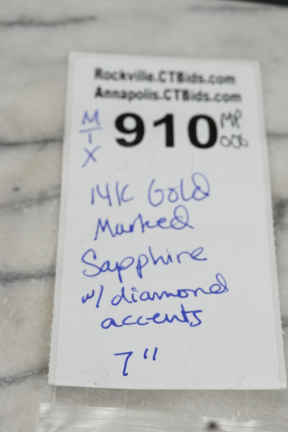 Rockville.CTBids.com
Annapolis.CTBids.com
M
I
X
910
MP
006
14K Gold
Marked
Sapphire
w/ diamond
accents
7"